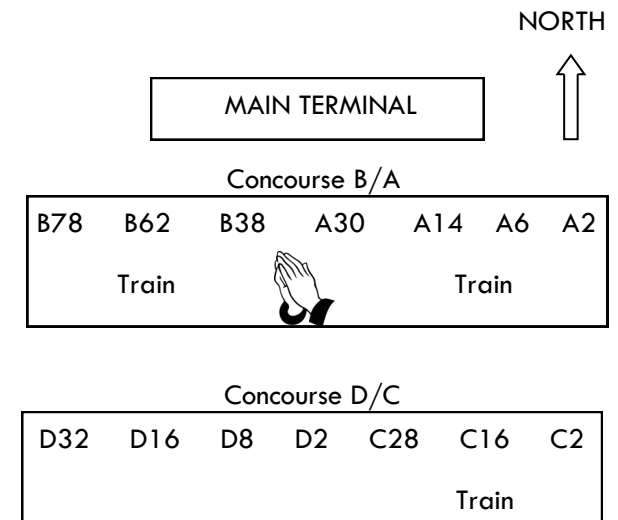 NORTH
MAIN TERMINAL
Concourse B/A
B78 B62 B38 A30 A14 A6 A2
Train Train
Concourse D/C
D32 D16 D8 D2 C28 C16 C2
Train